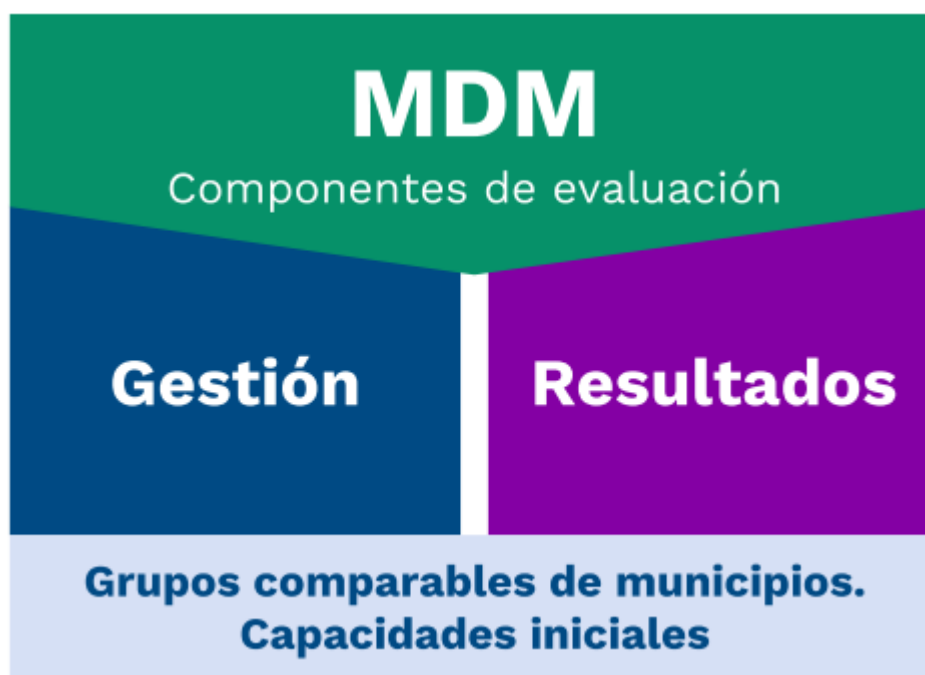 MDM
Componentes de evaluación
Gestión
Resultados
Grupos comparables de municipios.
Capacidades iniciales